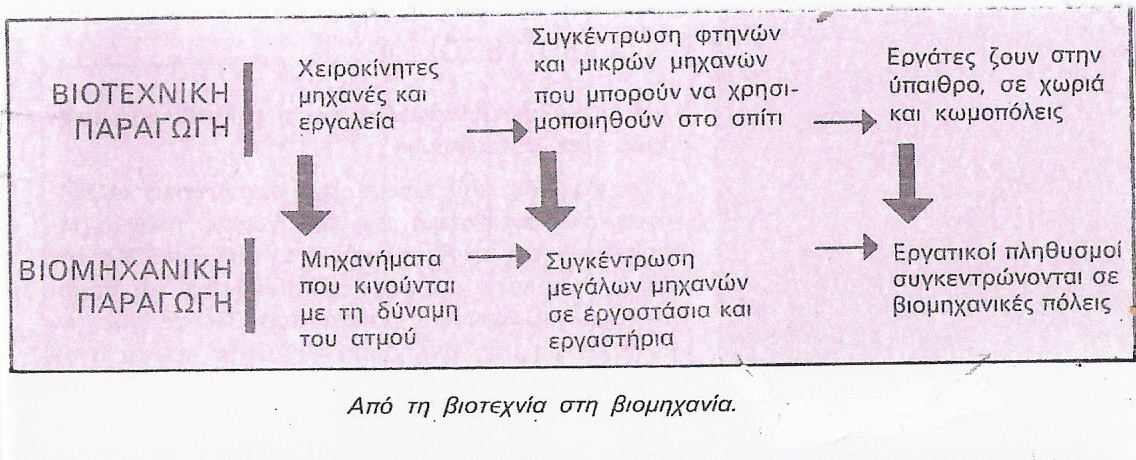 ΒΙΟΤΕΧΝΙΚΗ
ΠΑΡΑΓΩΓΗ
Χειροκίνητες
μηχανές και
εργαλεία
Συγκέντρωση φτηνών
και μικρών μηχανών
που μπορούν να χρησι-
μοποιηθούν στο σπίτι
Εργάτες ζουν στην
ύπαιθρο, σε χωριά
και κωμοπόλεις
ΒΙΟΜΗΧΑΝΙΚΗ
ΠΑΡΑΓΩΓΗ
Μηχανήματα
που κινούνται
με τη δύναμη
του ατμού
Συγκέντρωση
μεγάλων μηχανών
σε έργοστάσια και
εργαστήρια
Εργατικοί πληθυσμοί
συγκεντρώνονται σε
βιομηχανικές πόλεις
Από τη βιοτεχνία στη βιομηχανία.